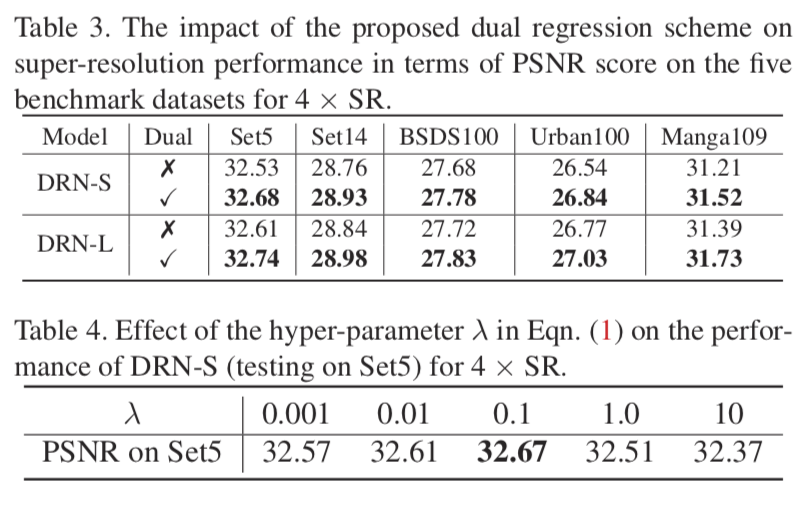 Table 3. The impact of the proposed dual regression scheme on
super-resolution performance in terms of PSNR score on the five
benchmark datasets for 4 × SR.
Model Dual Set5 Set14 BSDS100 Urban100 Manga109
DRN-S ✗ 32.53 28.76 27.68 26.54 31.21
✓ 32.68 28.93 27.78 26.84 31.52
DRN-L ✗ 32.61 28.84 27.72 26.77 31.39
✓ 32.74 28.98 27.83 27.03 31.73
Table 4. Effect of the hyper-parameter λ in Eqn. (1) on the perfor-
mance of DRN-S (testing on Set5) for 4 × SR.
λ 0.001 0.01 0.1 1.0 10
PSNR on Set5 32.57 32.61 32.67 32.51 32.37